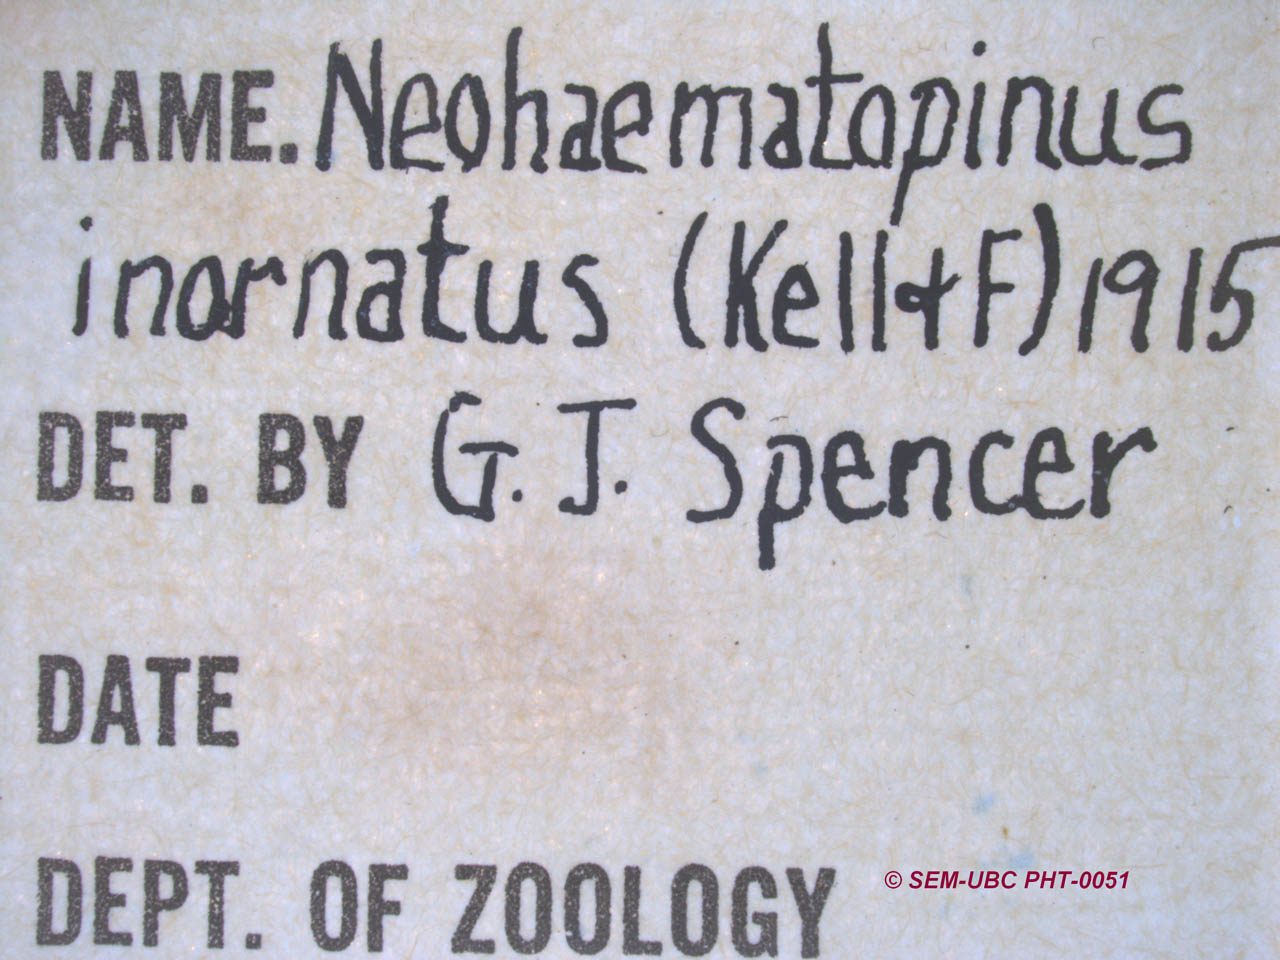 NAME. Neohaematopinus
inornatus (Kell & F) 1915
DET. BY G. J. Spencer
DATE
DEPT. OF ZOOLOGY
© SEM-UBC PHT-0051